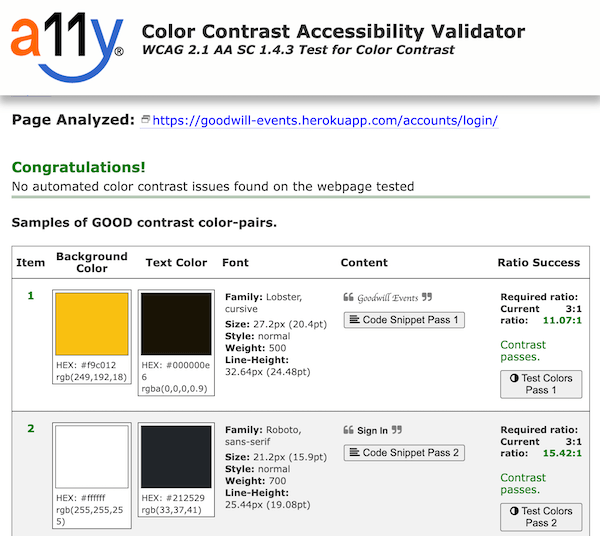 a11y®
Color Contrast Accessibility Validator
WCAG 2.1 AA SC 1.4.3 Test for Color Contrast
Page Analyzed: https://goodwill-events.herokuapp.com/accounts/login/
Congratulations!
No automated color contrast issues found on the webpage tested
Samples of GOOD contrast color-pairs.
Item Background Color Text Color Font Content Ratio Success
1
HEX: #f9c012
rgb(249,192,18)
HEX: #000000e
6
rgba(0,0,0,0.9)
Family: Lobster,
cursive
Size: 27.2px (20.4pt)
Style: normal
Weight: 500
Line-Height:
32.64px (24.48pt)
❝ Goodwill Events ❞
Code Snippet Pass 1
Required ratio:
Current 3:1
ratio: 11.07:1
Contrast
passes.
Test Colors
Pass 1
2
HEX: #ffffff
rgb(255,255,25
5)
HEX: #212529
rgb(33,37,41)
Family: Roboto,
sans-serif
Size: 21.2px (15.9pt)
Style: normal
Weight: 700
Line-Height:
25.44px (19.08pt)
❝ Sign In ❞
Code Snippet Pass 2
Required ratio:
Current 3:1
ratio: 15.42:1
Contrast
passes.
Test Colors
Pass 2